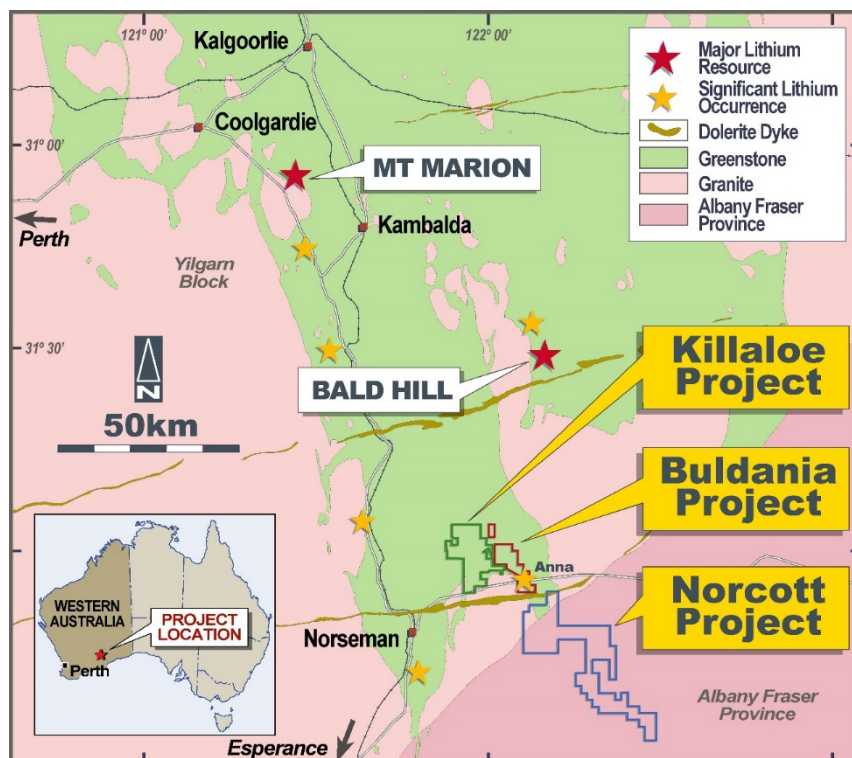 121° 00'
122° 00'
Kalgoorlie
Coolgardie
31° 00'
MT MARION
Perth
Kambalda
Yilgarn
Block
Major Lithium
Resource
Significant Lithium
Occurrence
Dolerite Dyke
Greenstone
Granite
Albany Fraser
Province
31° 30'
N
50km
BALD HILL
Killaloe
Project
Buldania
Project
Anna
Norcott
Project
Norseman
Albany Fraser
Province
Esperance
WESTERN
AUSTRALIA
PROJECT
LOCATION
Perth